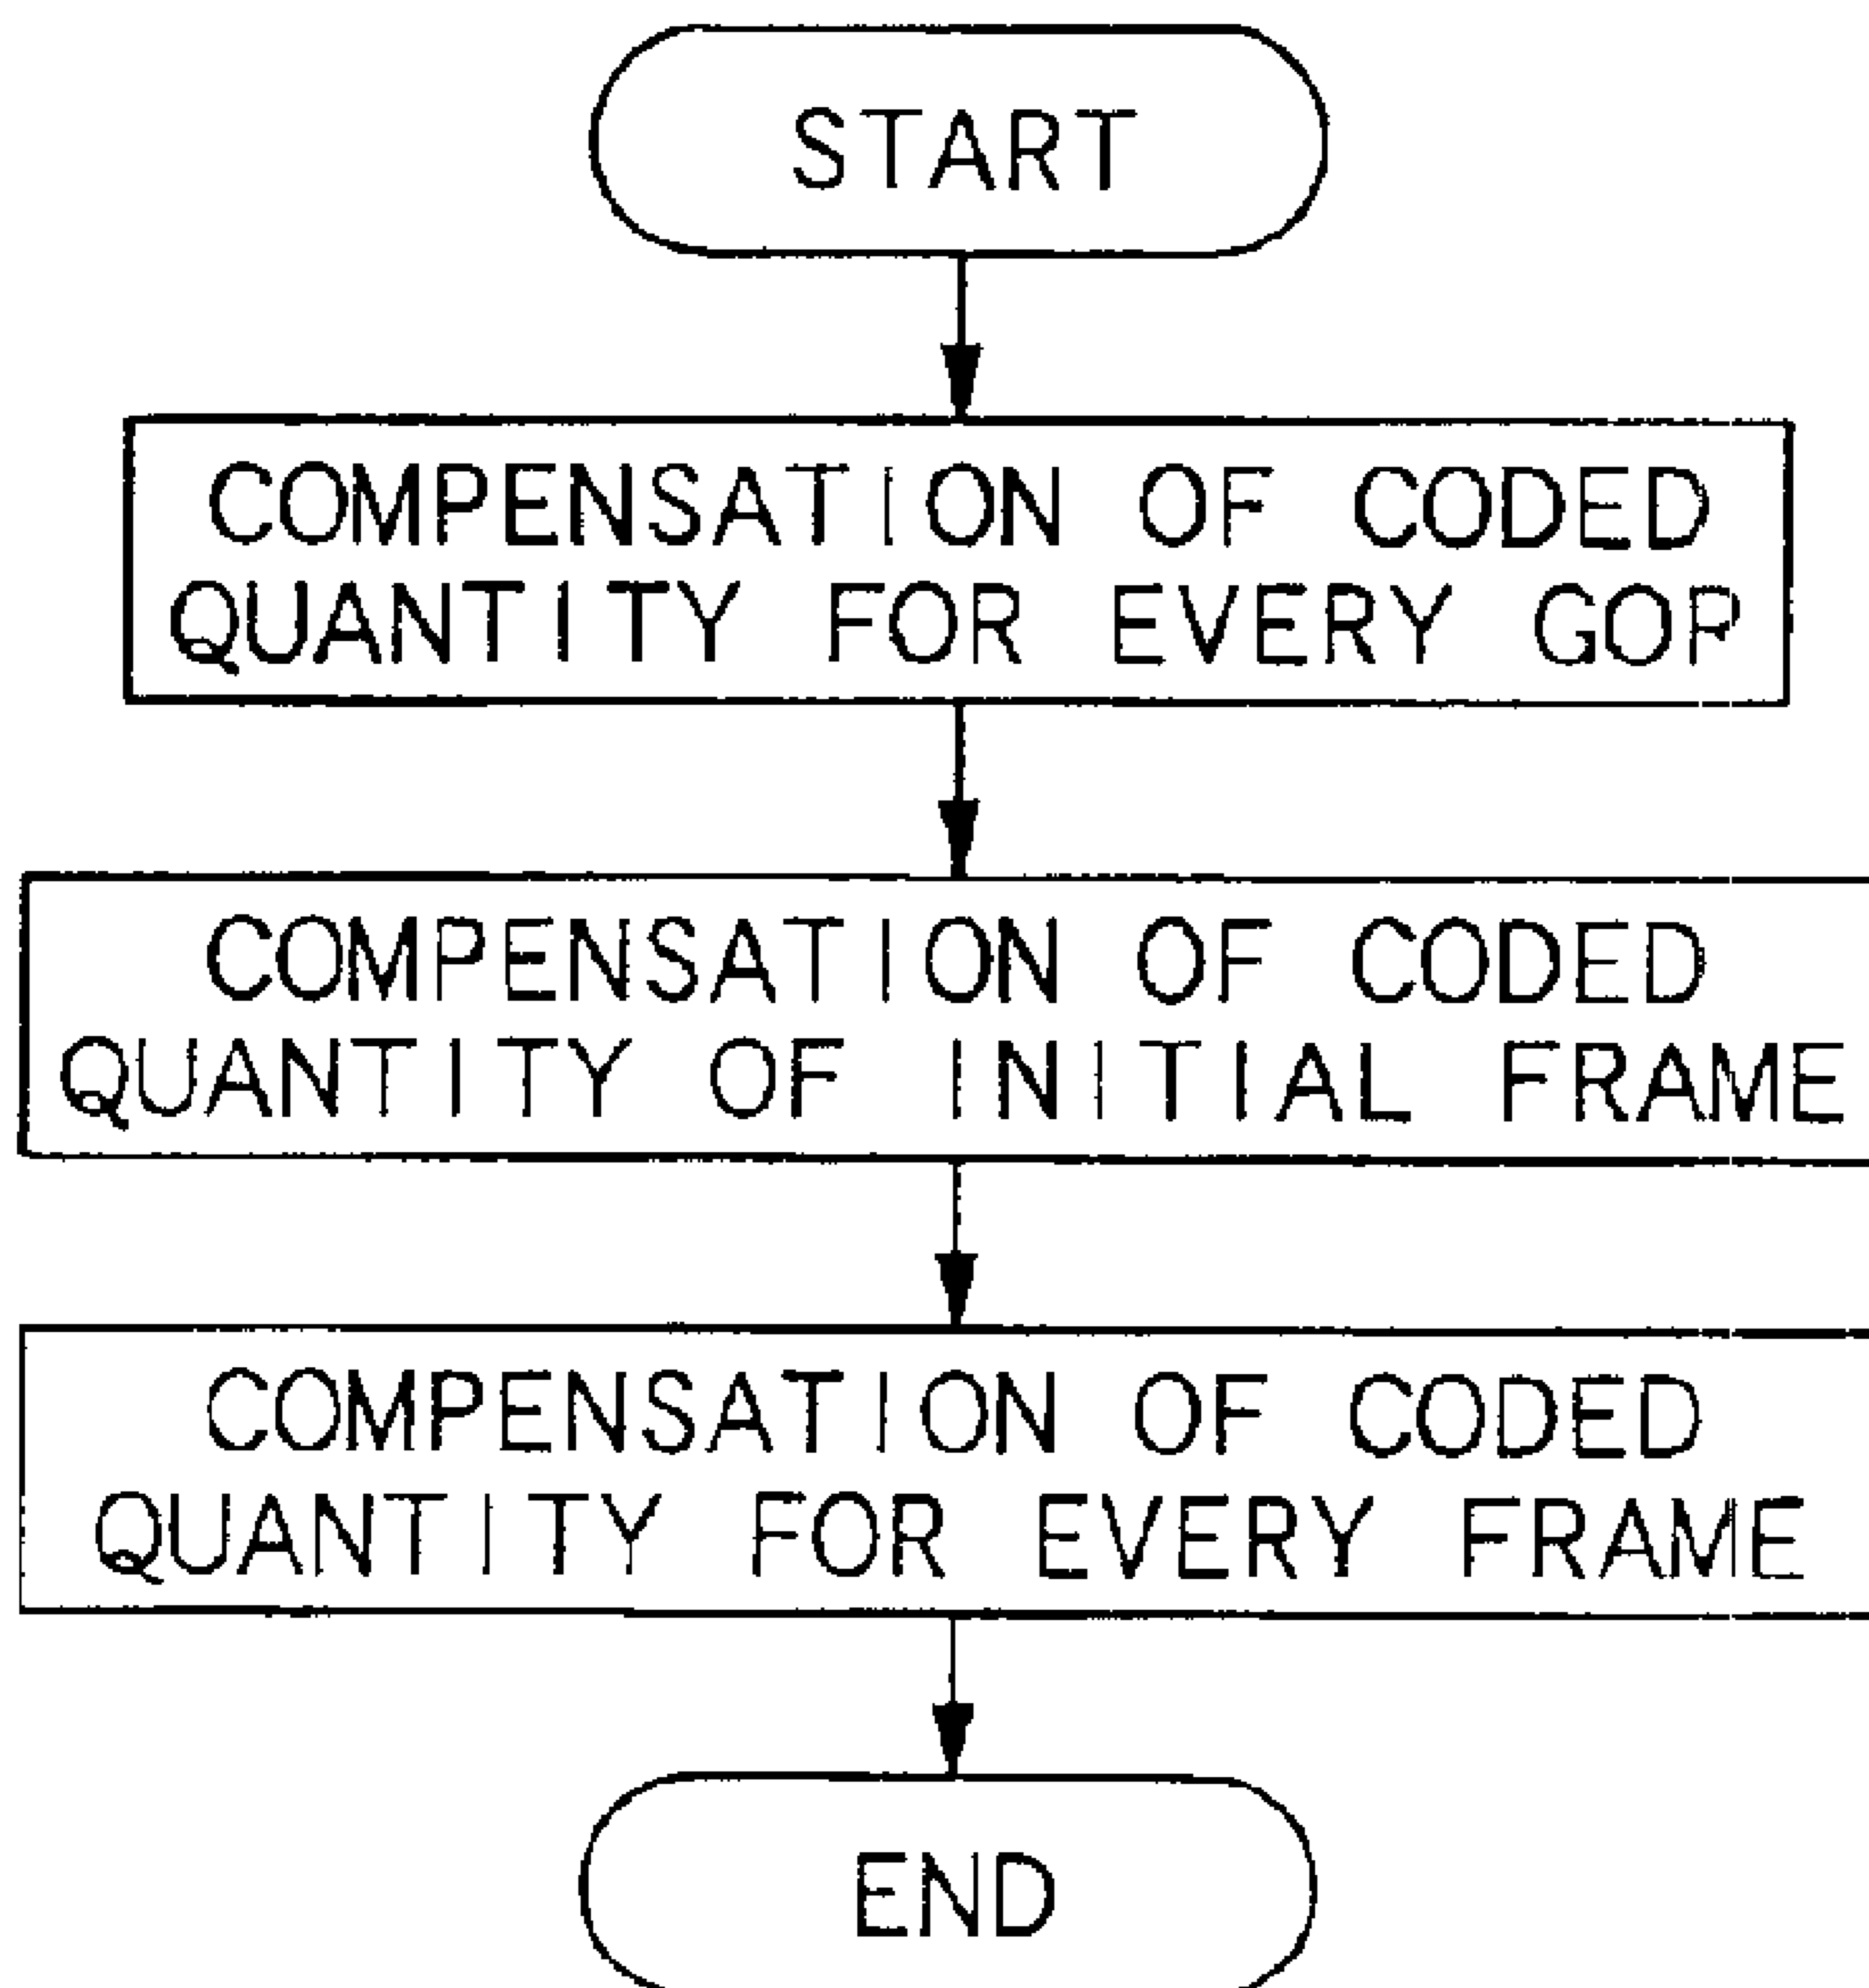 START
COMPENSATION OF CODED
QUANTITY FOR EVERY GOP
COMPENSATION OF CODED
QUANTITY OF INITIAL FRAME
COMPENSATION OF CODED
QUANTITY FOR EVERY FRAME
END